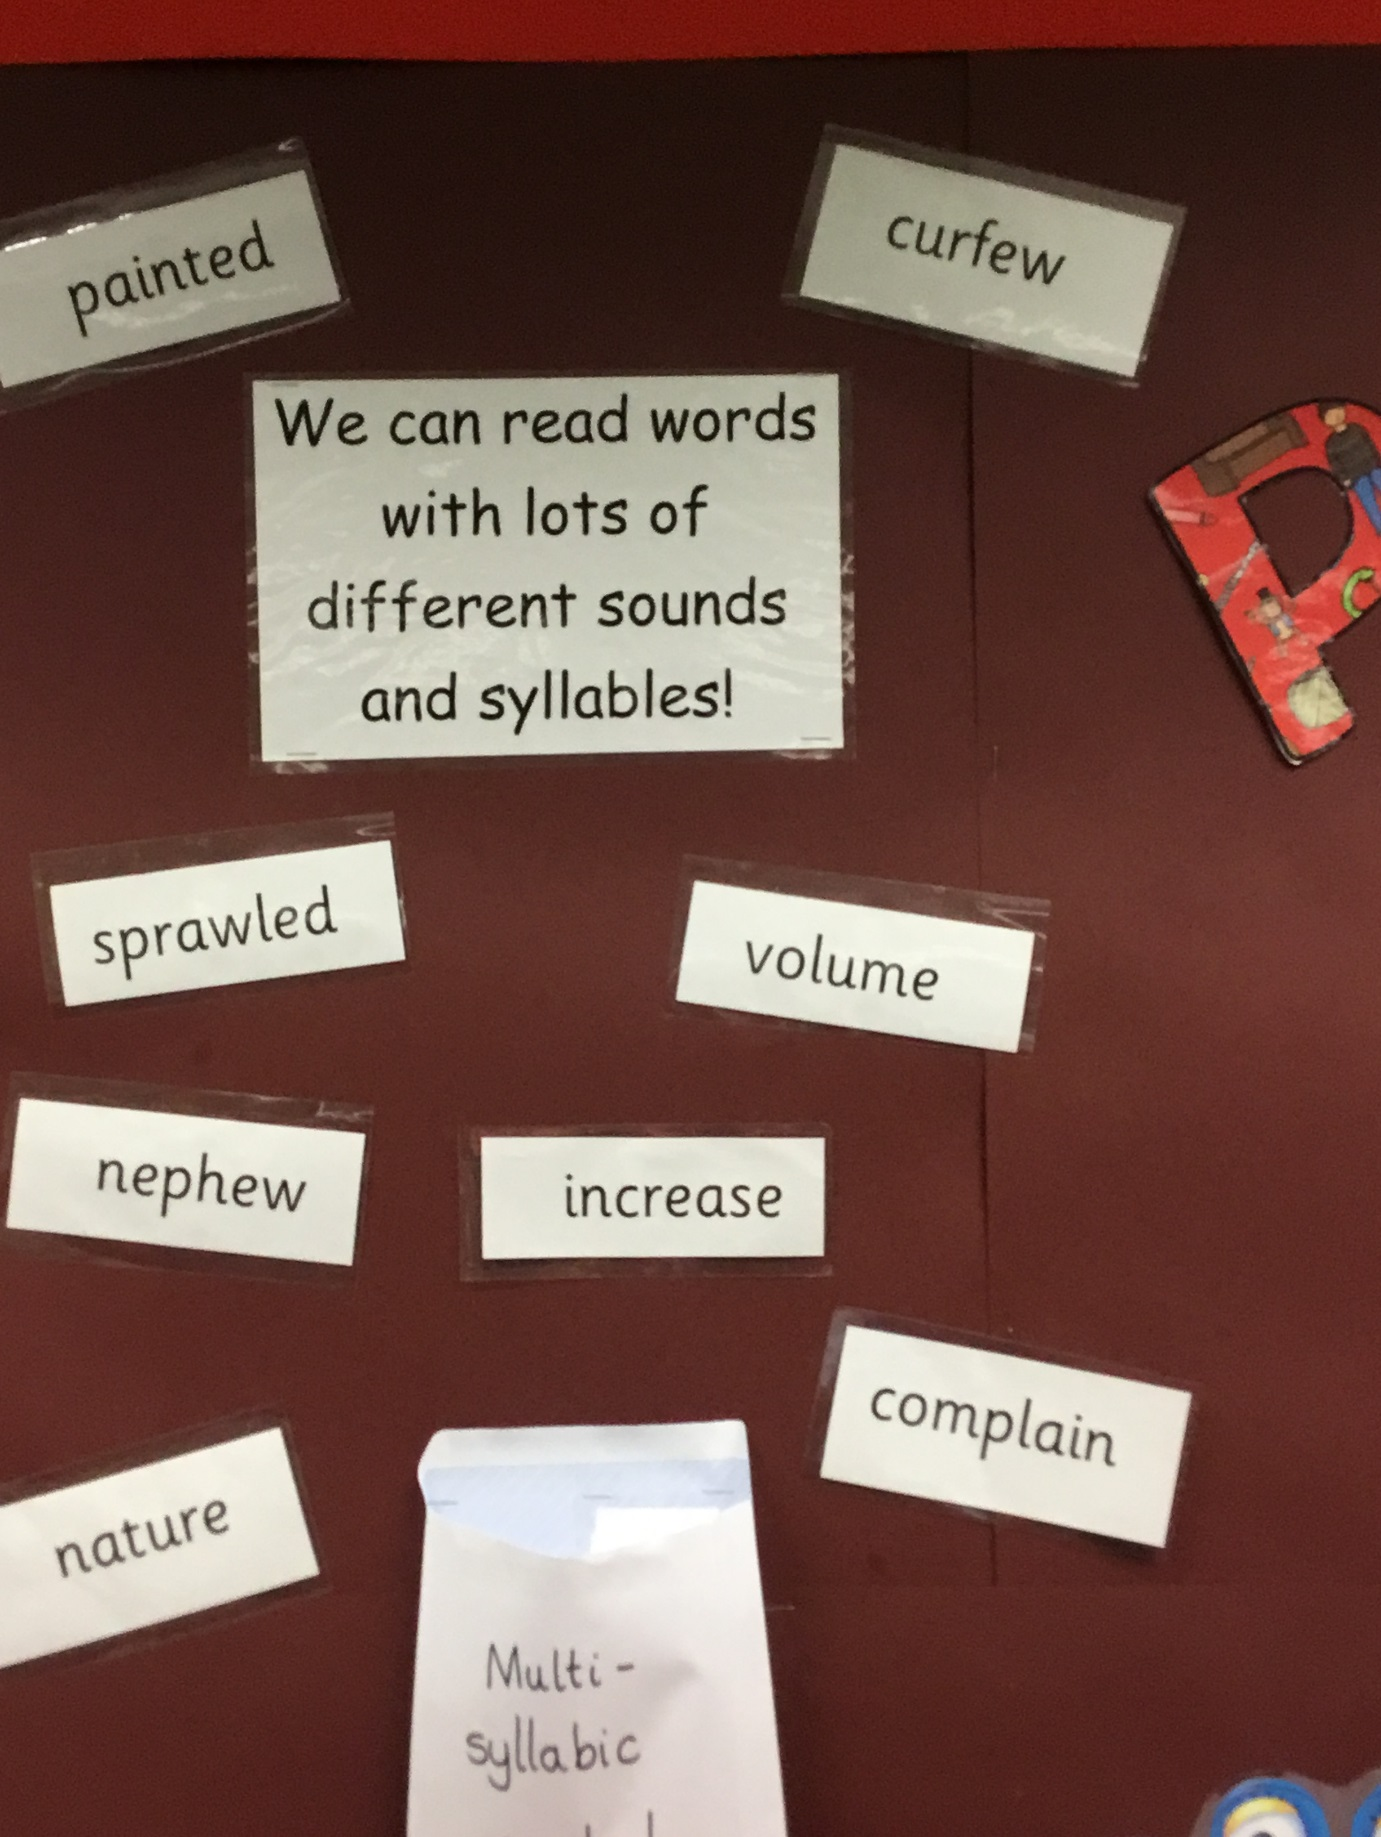 painted
curfew
We can read words
with lots of
different sounds
and syllables!
sprawled
volume
nephew
increase
complain
nature
Multi-
syllabic